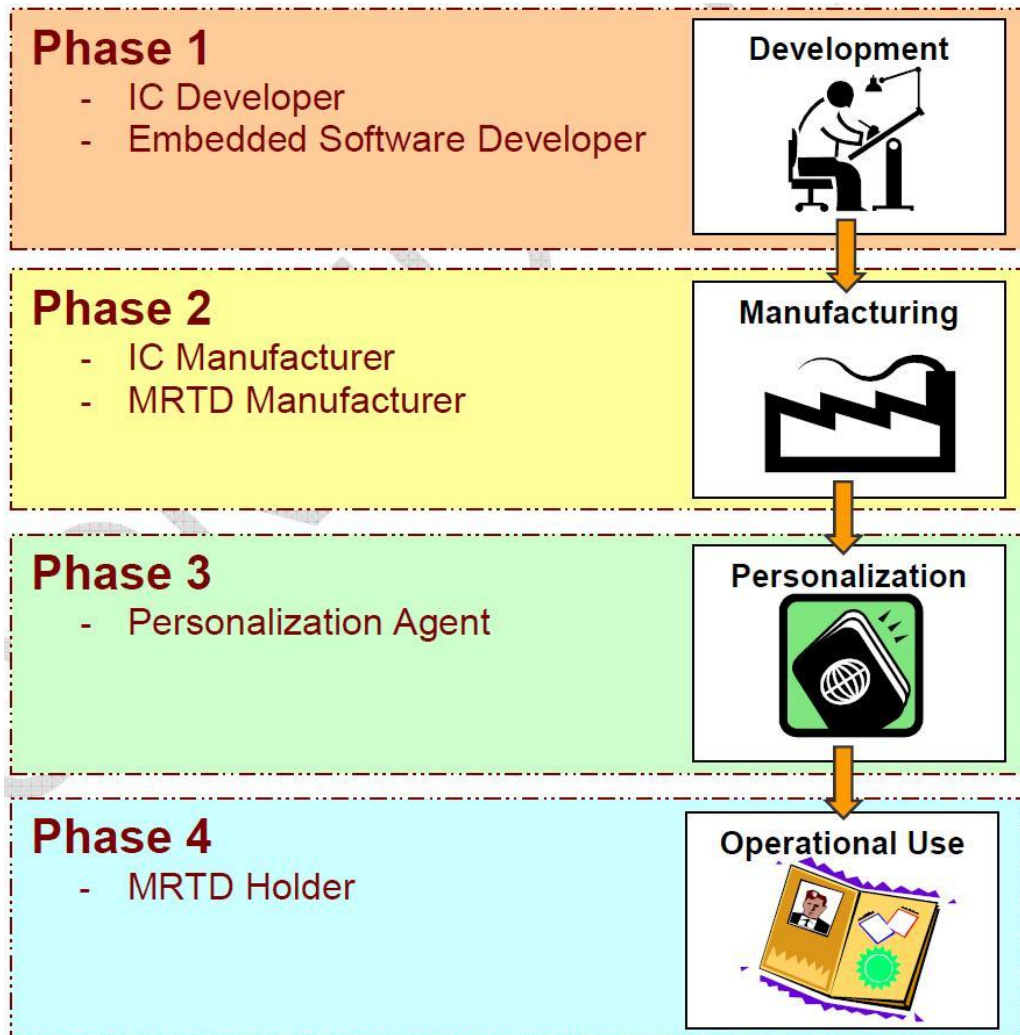 Phase 1
- IC Developer
- Embedded Software Developer
Development
Phase 2
- IC Manufacturer
- MRTD Manufacturer
Manufacturing
Phase 3
- Personalization Agent
Personalization
Phase 4
- MRTD Holder
Operational Use